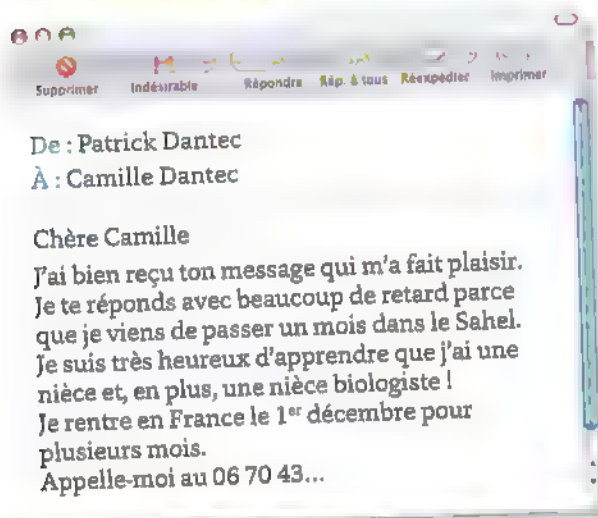 Supprimer Indésirable Répondre Rép. à tous Réexpédier Imprimer
De : Patrick Dantec
À : Camille Dantec
Chère Camille
J'ai bien reçu ton message qui m'a fait plaisir.
Je te réponds avec beaucoup de retard parce
que je viens de passer un mois dans le Sahel.
Je suis très heureux d'apprendre que j'ai une
nièce et, en plus, une nièce biologiste !
Je rentre en France le 1er décembre pour
plusieurs mois.
Appelle-moi au 06 70 43...